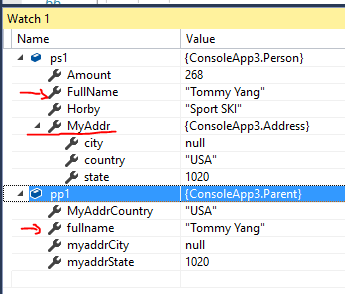 Watch 1
Name Value
ps1 {ConsoleApp3.Person}
Amount 268
FullName "Tommy Yang"
Horby "Sport SKI"
MyAddr {ConsoleApp3.Address}
city null
country "USA"
state 1020
pp1 {ConsoleApp3.Parent}
MyAddrCountry "USA"
fullname "Tommy Yang"
myaddrCity null
myaddrState 1020